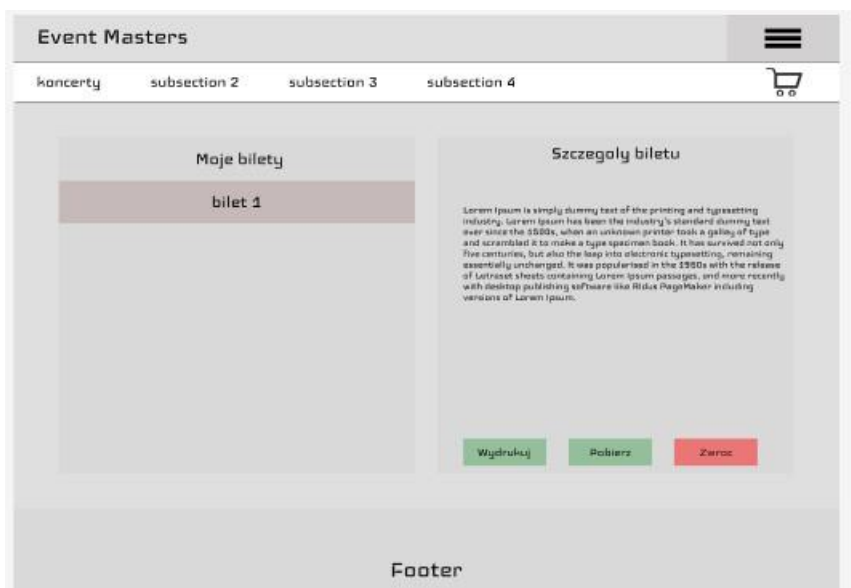 Event Masters
koncerty subsection 2 subsection 3 subsection 4
Moje bilety
bilet 1
Szczegoly biletu
Lorem Ipsum is simply dummy text of the printing and typesetting
industry. Lorem Ipsum has been the industry's standard dummy text
ever since the 1500s, when an unknown printer took a galley of type
and scrambled it to make a type specimen book. It has survived not only
five centuries, but also the leap into electronic typesetting, remaining
essentially unchanged. It was popularised in the 1960s with the release
of Letraset sheets containing Lorem Ipsum passages, and more recently
with desktop publishing software like Aldus PageMaker including
versions of Lorem Ipsum.
Wydrukuj Pobierz Zwroc
Footer